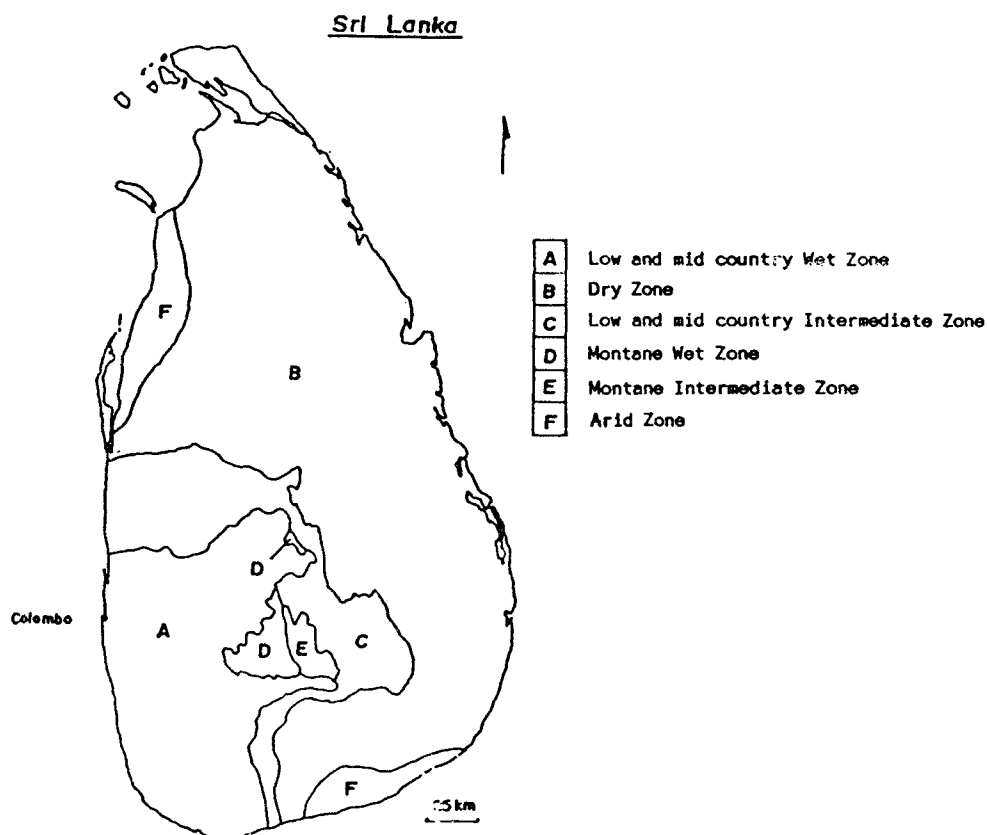 Sri Lanka
A Low and mid country Wet Zone
B Dry Zone
C Low and mid country Intermediate Zone
D Montane Wet Zone
E Montane Intermediate Zone
F Arid Zone
F
B
D
Colombo
A
D
E
C
F
25km